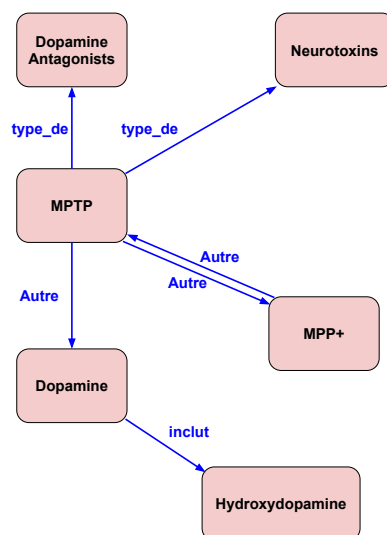 Dopamine
Antagonists
Neurotoxins
type_de
type_de
MPTP
Autre
Autre
Autre
MPP+
Dopamine
inclut
Hydroxydopamine